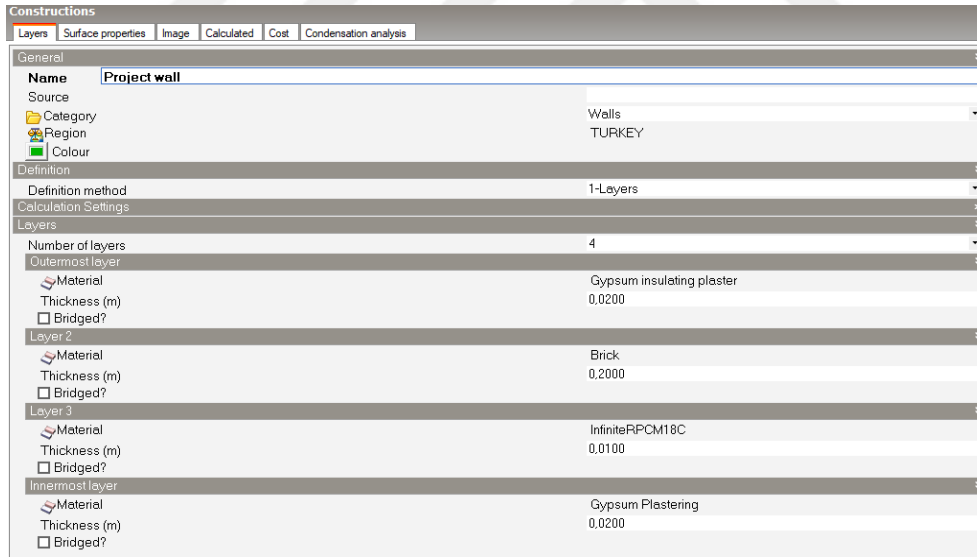 Constructions
Layers Surface properties Image Calculated Cost Condensation analysis
General
Name Project wall
Source
Category Walls
Region TURKEY
Colour
Definition
Definition method 1-Layers
Calculation Settings
Layers
Number of layers 4
Outermost layer
Material Gypsum insulating plaster
Thickness (m) 0,0200
Bridged?
Layer 2
Material Brick
Thickness (m) 0,2000
Bridged?
Layer 3
Material InfiniteRPCM18C
Thickness (m) 0,0100
Bridged?
Innermost layer
Material Gypsum Plastering
Thickness (m) 0,0200
Bridged?